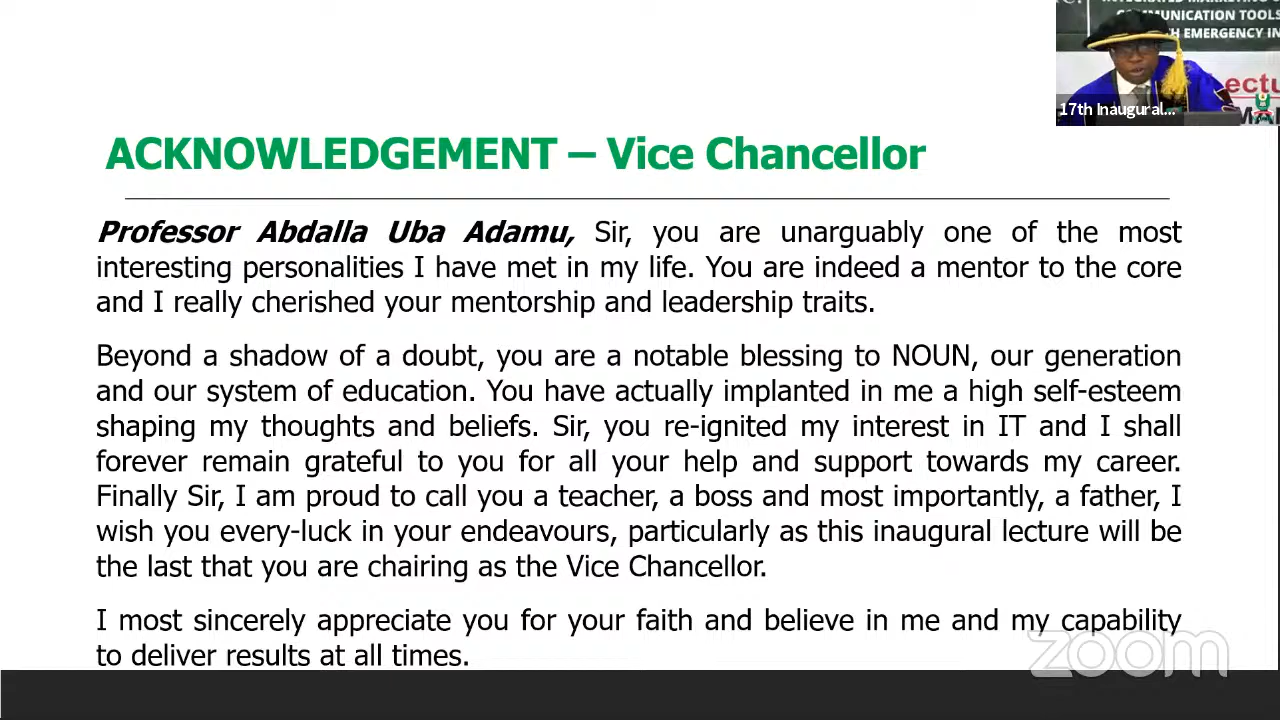 COMMUNICATION TOOLS
EMERGENCY IN
17th Inaugural...
ACKNOWLEDGEMENT – Vice Chancellor
Professor Abdalla Uba Adamu, Sir, you are unarguably one of the most
interesting personalities I have met in my life. You are indeed a mentor to the core
and I really cherished your mentorship and leadership traits.
Beyond a shadow of a doubt, you are a notable blessing to NOUN, our generation
and our system of education. You have actually implanted in me a high self-esteem
shaping my thoughts and beliefs. Sir, you re-ignited my interest in IT and I shall
forever remain grateful to you for all your help and support towards my career.
Finally Sir, I am proud to call you a teacher, a boss and most importantly, a father, I
wish you every-luck in your endeavours, particularly as this inaugural lecture will be
the last that you are chairing as the Vice Chancellor.
I most sincerely appreciate you for your faith and believe in me and my capability
to deliver results at all times.
zoom